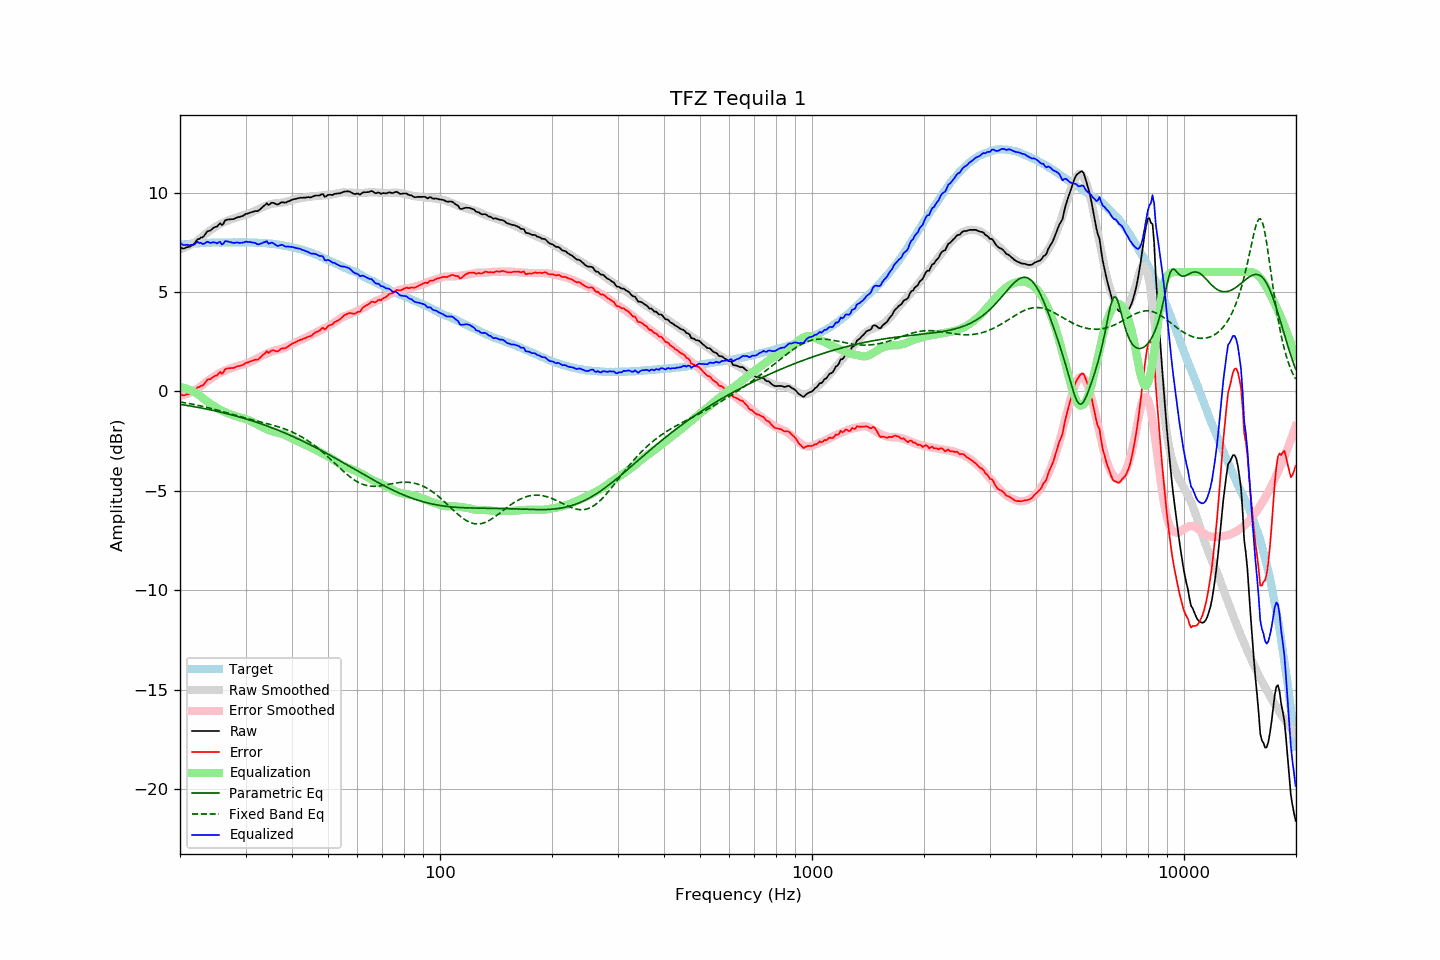 TFZ Tequila 1
Amplitude (dBr)
10
5
0
−5
−10
−15
−20
Target
Raw Smoothed
Error Smoothed
Raw
Error
Equalization
Parametric Eq
Fixed Band Eq
Equalized
100
1000
10000
Frequency (Hz)